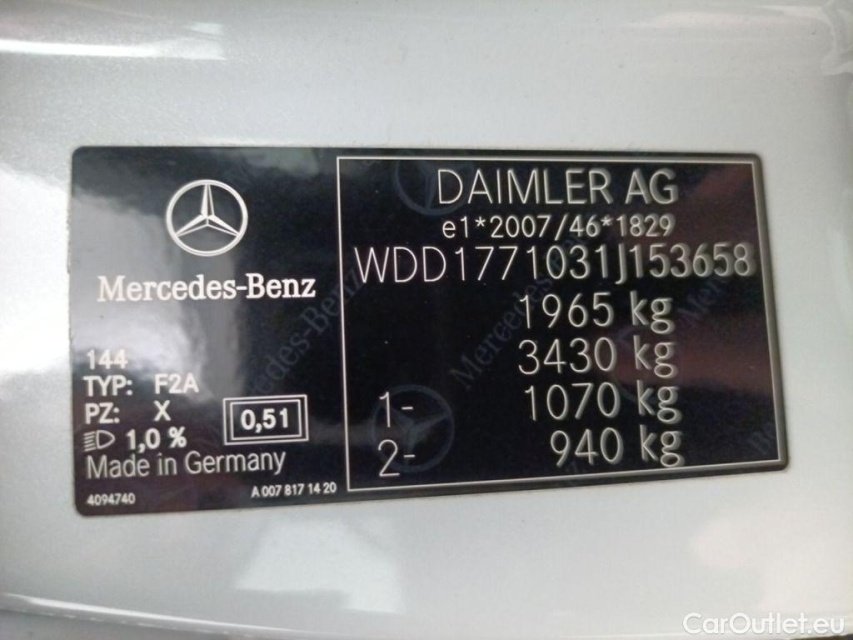 Mercedes-Benz
144
TYP: F2A
PZ: X
1,0 %
0,51
Made in Germany
4094740
A 007 817 14 20
DAIMLER AG
e1*2007/46*1829
WDD1771031J153658
1965 kg
3430 kg
1- 1070 kg
2- 940 kg
CarOutlet.eu